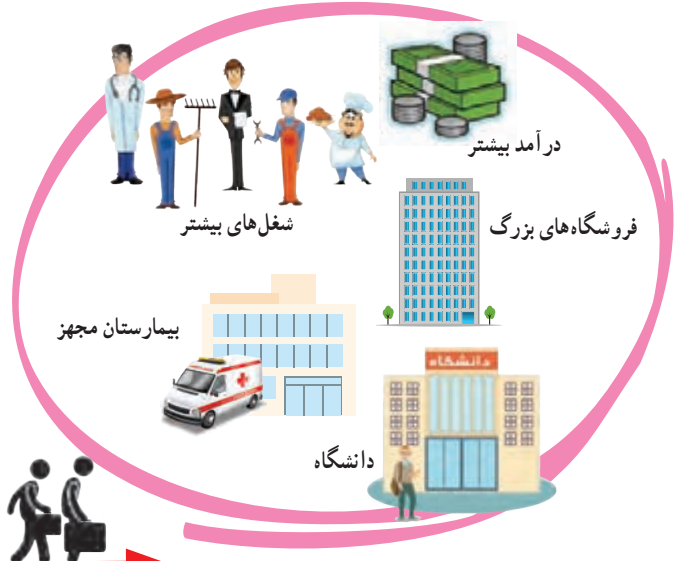 درآمد بیشتر
شغل‌های بیشتر
فروشگاه‌های بزرگ
بیمارستان مجهز
دانشگاه
دانشگاه